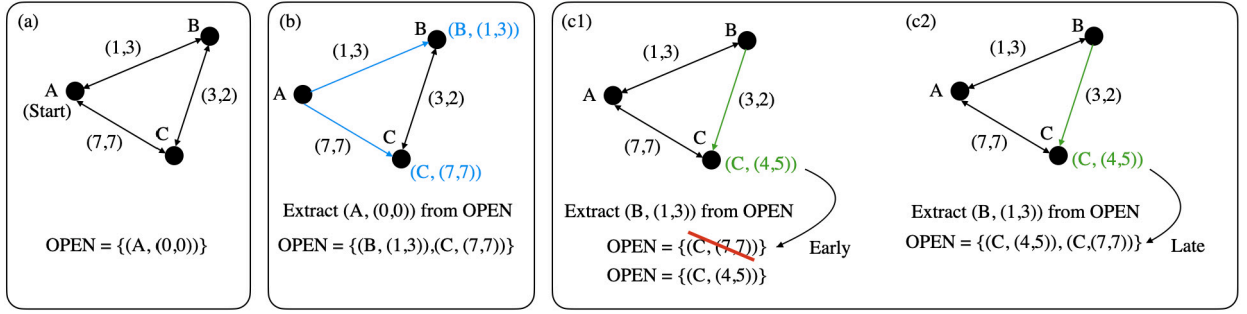 (a)
B
(1,3)
A
(Start)
(3,2)
C
(7,7)
OPEN = {(A, (0,0))}
(b)
B (B, (1,3))
(1,3)
A
(3,2)
C
(7,7)
(C, (7,7))
Extract (A, (0,0)) from OPEN
OPEN = {(B, (1,3)),(C, (7,7))}
(c1)
B
(1,3)
A
(3,2)
C
(7,7)
(C, (4,5))
Extract (B, (1,3)) from OPEN
OPEN = {(C, (7,7))}
Early
OPEN = {(C, (4,5))}
(c2)
B
(1,3)
A
(3,2)
C
(7,7)
(C, (4,5))
Extract (B, (1,3)) from OPEN
OPEN = {(C, (4,5)), (C,(7,7))}
Late